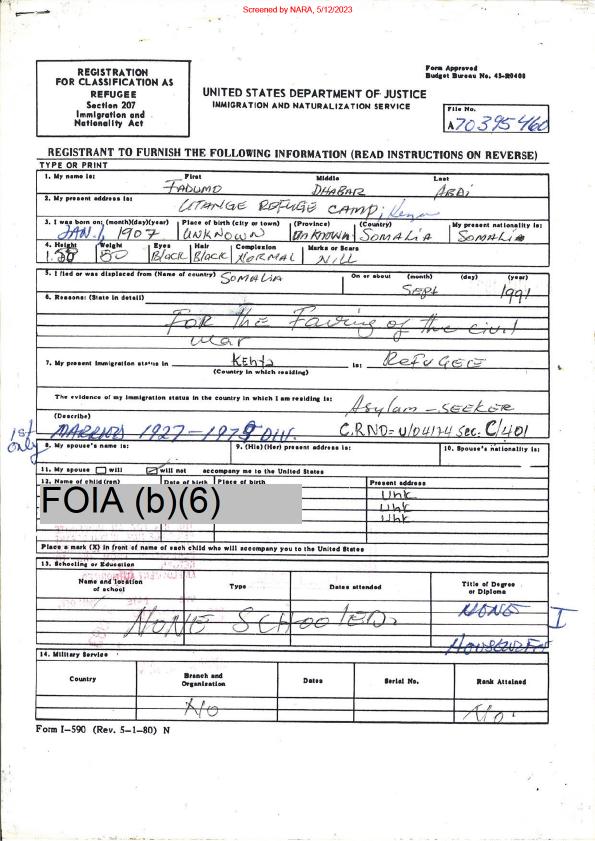 Screened by NARA, 5/12/2023
Form Approved
Budget Bureau No. 43-R0408
REGISTRATION
FOR CLASSIFICATION AS
REFUGEE
Section 207
Immigration and
Nationality Act
UNITED STATES DEPARTMENT OF JUSTICE
IMMIGRATION AND NATURALIZATION SERVICE
File No.
A70 395 460
REGISTRANT TO FURNISH THE FOLLOWING INFORMATION (READ INSTRUCTIONS ON REVERSE)
TYPE OR PRINT
1. My name is: First Middle Last
FADUMO DHABAR ABDI
2. My present address is: UTANGE REFUGE CAMP, Kenya
3. I was born on: (month)(day)(year) Place of birth (city or town) (Province) (Country) My present nationality is:
JAN. 1, 1907 UNKNOWN UNKNOWN SOMALIA SOMALIA
4. Height Weight Eyes Hair Complexion Marks or Scars
50 BLACK BLACK NORMAL NILL
5. I fled or was displaced from (Name of country) SOMALIA On or about (month) (day) (year)
Sept 1991
6. Reasons: (State in detail)
FOR the Fearing of the civil
war
7. My present immigration status in KENYA is: REFUGEE
(Country in which residing)
The evidence of my immigration status in the country in which I am residing is: Asylam - SEEKER
(Describe)
1st only MARRIED 1927-1979 DIV. C.RND= U/04174 Sec. C/401
8. My spouse's name is: 9. (His)(Her) present address is: 10. Spouse's nationality is:
11. My spouse will will not accompany me to the United States
12. Name of child (ren) Date of birth Place of birth Present address
FOIA (b)(6)
Unk
Unk
Unk
Place a mark (X) in front of name of each child who will accompany you to the United States
13. Schooling or Education
Name and location
of school Type Dates attended Title of Degree
or Diploma
NONE SCHOOLED. NONE I
HOUSEWIFE
14. Military Service
Country Branch and
Organization Dates Serial No. Rank Attained
No No.
Form I-590 (Rev. 5-1-80) N